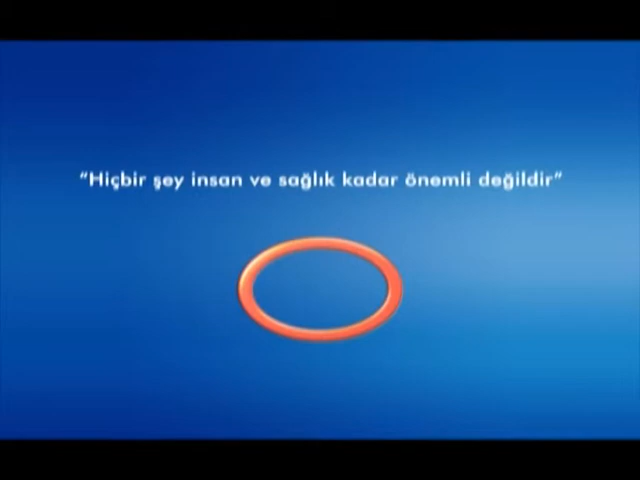 “Hiçbir şey insan ve sağlık kadar önemli değildir”